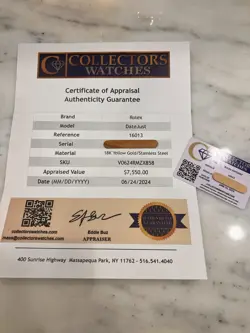 COLLECTORS
WATCHES
Certificate of Appraisal
Authenticity Guarantee
Brand Rolex
Model DateJust
Reference 16013
Serial
Material 18K Yellow Gold/Stainless Steel
SKU
Appraised Value $7,550.00
Date (MM/DD/YYYY) 06/24/2024
Eddie Buz
APPRAISER
collectorswatches.com
400 Sunrise Highway Massapequa Park, NY 11762 - 516.541.4040